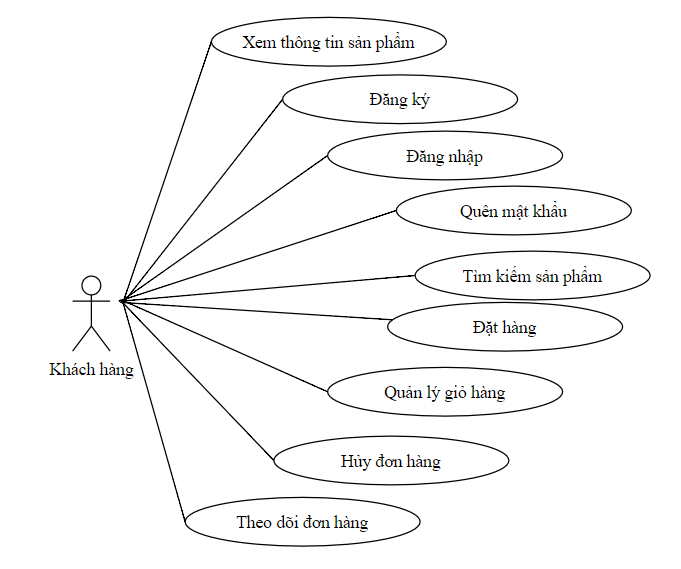 Xem thông tin sản phẩm
Đăng ký
Đăng nhập
Quên mật khẩu
Tìm kiếm sản phẩm
Đặt hàng
Khách hàng
Quản lý giỏ hàng
Hủy đơn hàng
Theo dõi đơn hàng